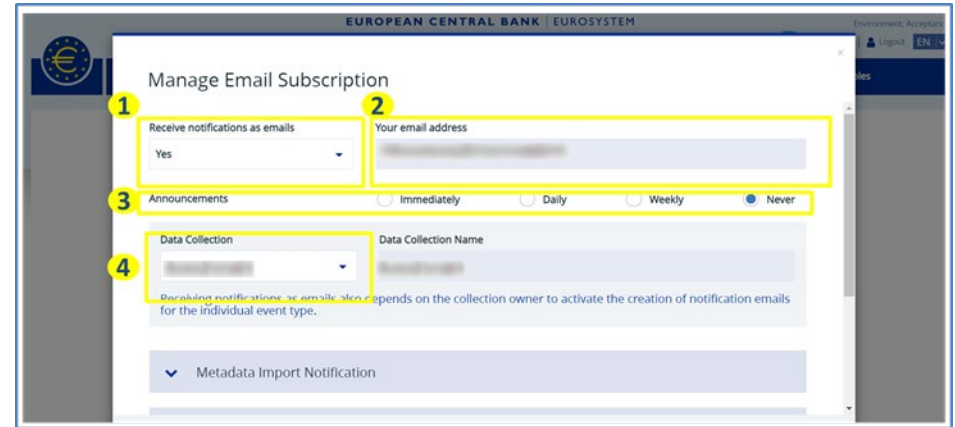 EUROPEAN CENTRAL BANK | EUROSYSTEM
Environment: Acceptanc
Logout EN
×
bles
Manage Email Subscription
1
2
Receive notifications as emails
Your email address
Yes
3
Announcements
Immediately
Daily
Weekly
Never
Data Collection
Data Collection Name
4
Receiving notifications as emails also depends on the collection owner to activate the creation of notification emails
for the individual event type.
Metadata Import Notification